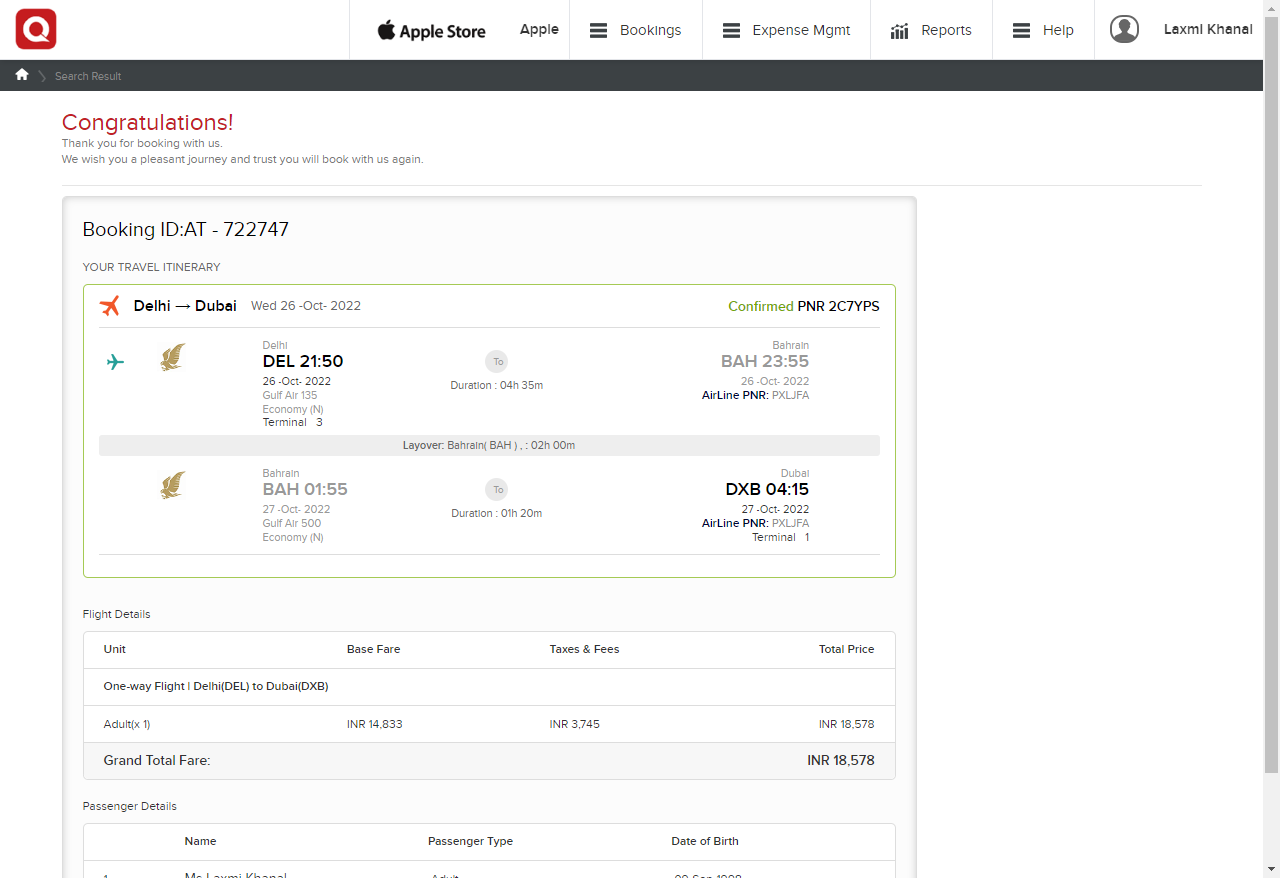 Apple Store
Apple
Bookings
Expense Mgmt
Reports
Help
Laxmi Khanal
Search Result
Congratulations!
Thank you for booking with us.
We wish you a pleasant journey and trust you will book with us again.
Booking ID:AT - 722747
YOUR TRAVEL ITINERARY
Delhi → Dubai Wed 26 -Oct- 2022 Confirmed PNR 2C7YPS
Delhi Bahrain
DEL 21:50 To BAH 23:55
26 -Oct- 2022 Duration : 04h 35m 26 -Oct- 2022
Gulf Air 135 AirLine PNR: PXLJFA
Economy (N)
Terminal 3
Layover: Bahrain( BAH ) , : 02h 00m
Bahrain Dubai
BAH 01:55 To DXB 04:15
27 -Oct- 2022 Duration : 01h 20m 27 -Oct- 2022
Gulf Air 500 AirLine PNR: PXLJFA
Economy (N) Terminal 1
Flight Details
Unit Base Fare Taxes & Fees Total Price
One-way Flight | Delhi(DEL) to Dubai(DXB)
Adult(x 1) INR 14,833 INR 3,745 INR 18,578
Grand Total Fare: INR 18,578
Passenger Details
Name Passenger Type Date of Birth
Ms Laxmi Khanal Adult